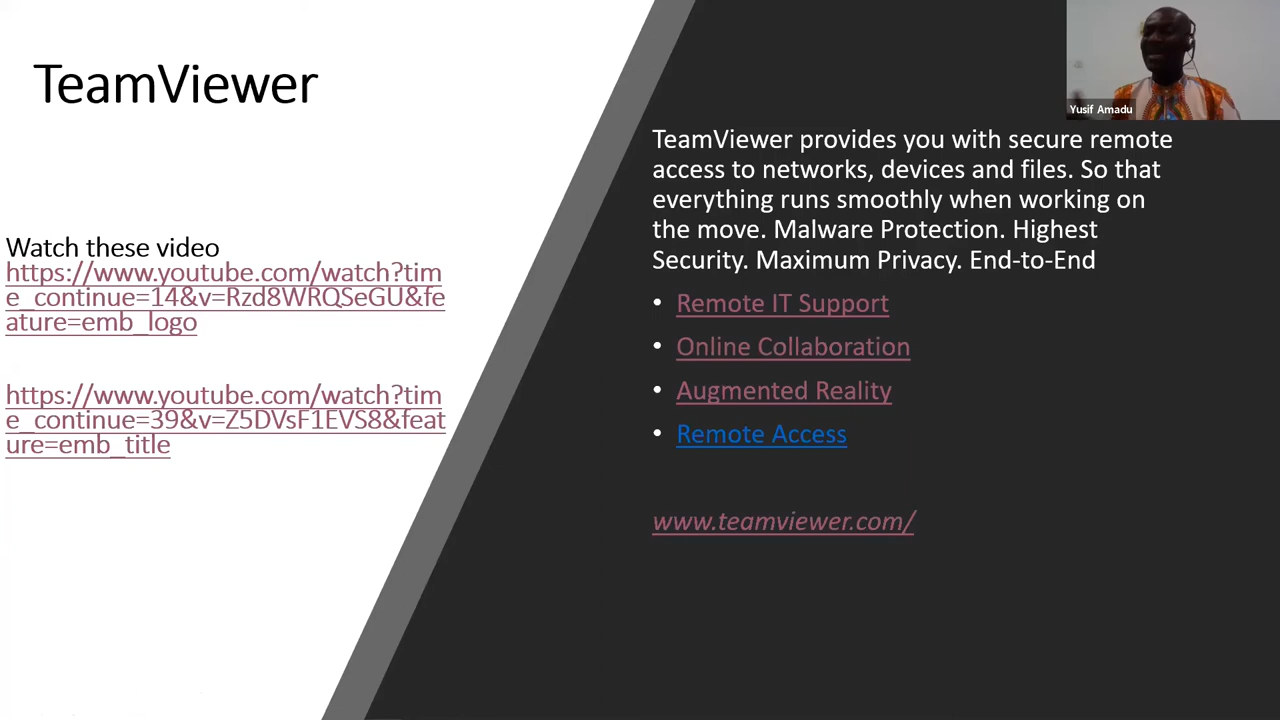 TeamViewer
Watch these video
https://www.youtube.com/watch?tim
e_continue=14&v=Rzd8WRQSeGU&fe
ature=emb_logo
https://www.youtube.com/watch?tim
e_continue=39&v=Z5DVsF1EVS8&feat
ure=emb_title
Yusif Amadu
TeamViewer provides you with secure remote
access to networks, devices and files. So that
everything runs smoothly when working on
the move. Malware Protection. Highest
Security. Maximum Privacy. End-to-End
• Remote IT Support
• Online Collaboration
• Augmented Reality
• Remote Access
www.teamviewer.com/